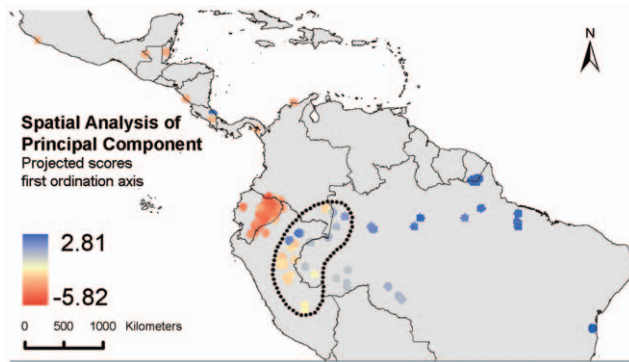 N
Spatial Analysis of
Principal Component
Projected scores
first ordination axis
2.81
-5.82
0 500 1000 Kilometers